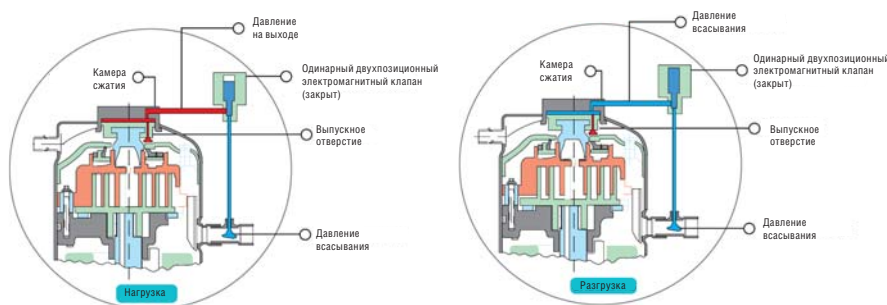 Давление
на выходе
Камера
сжатия
Одинарный двухпозиционный
электромагнитный клапан
(закрыт)
Выпускное
отверстие
Давление
всасывания
Нагрузка
Давление
всасывания
Камера
сжатия
Одинарный двухпозиционный
электромагнитный клапан
(закрыт)
Выпускное
отверстие
Давление
всасывания
Разгрузка